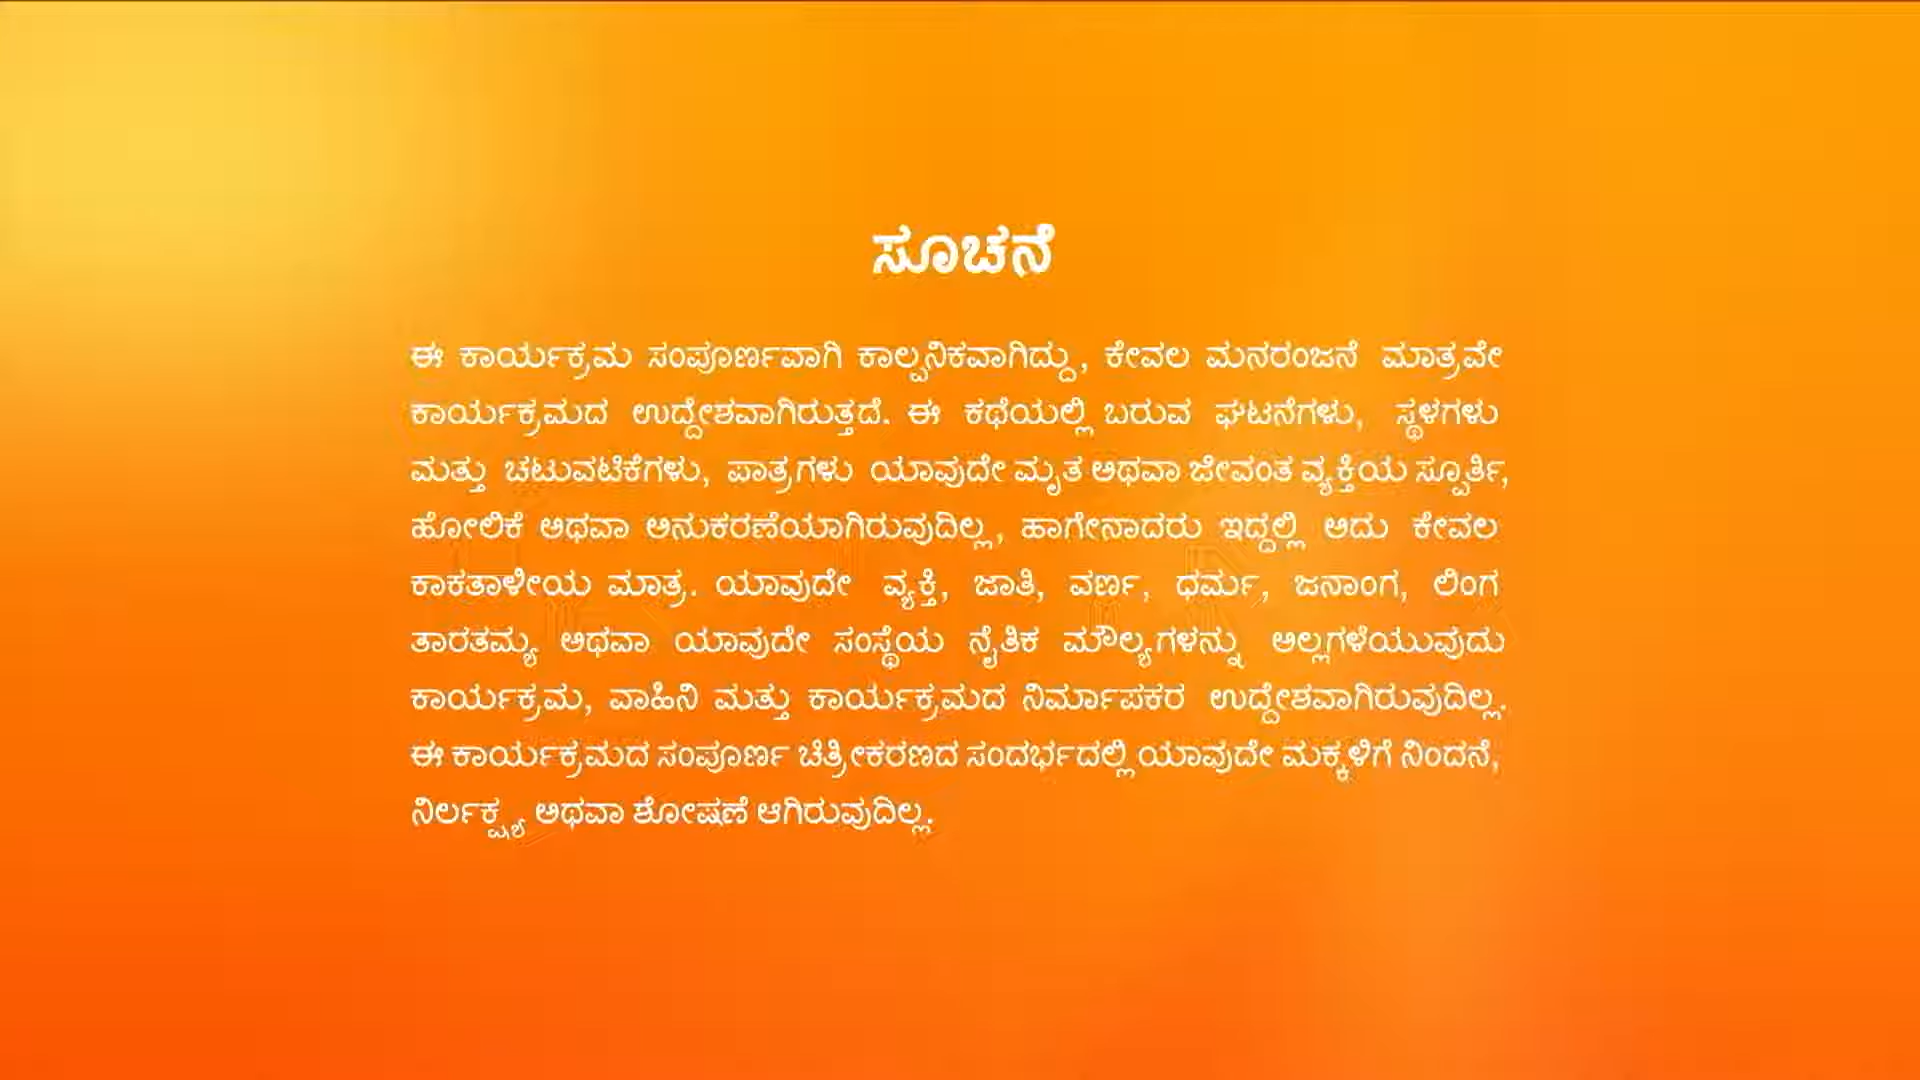 ಸೂಚನೆ
ಈ ಕಾರ್ಯಕ್ರಮ ಸಂಪೂರ್ಣವಾಗಿ ಕಾಲ್ಪನಿಕವಾಗಿದ್ದು, ಕೇವಲ ಮನರಂಜನೆ ಮಾತ್ರವೇ
ಕಾರ್ಯಕ್ರಮದ ಉದ್ದೇಶವಾಗಿರುತ್ತದೆ. ಈ ಕಥೆಯಲ್ಲಿ ಬರುವ ಘಟನೆಗಳು, ಸ್ಥಳಗಳು
ಮತ್ತು ಚಟುವಟಿಕೆಗಳು, ಪಾತ್ರಗಳು ಯಾವುದೇ ಮೃತ ಅಥವಾ ಜೀವಂತ ವ್ಯಕ್ತಿಯ ಸ್ಪೂರ್ತಿ,
ಹೋಲಿಕೆ ಅಥವಾ ಅನುಕರಣೆಯಾಗಿರುವುದಿಲ್ಲ, ಹಾಗೇನಾದರು ಇದ್ದಲ್ಲಿ ಅದು ಕೇವಲ
ಕಾಕತಾಳೀಯ ಮಾತ್ರ. ಯಾವುದೇ ವ್ಯಕ್ತಿ, ಜಾತಿ, ವರ್ಣ, ಧರ್ಮ, ಜನಾಂಗ, ಲಿಂಗ
ತಾರತಮ್ಯ ಅಥವಾ ಯಾವುದೇ ಸಂಸ್ಥೆಯ ನೈತಿಕ ಮೌಲ್ಯಗಳನ್ನು ಅಲ್ಲಗಳೆಯುವುದು
ಕಾರ್ಯಕ್ರಮ, ವಾಹಿನಿ ಮತ್ತು ಕಾರ್ಯಕ್ರಮದ ನಿರ್ಮಾಪಕರ ಉದ್ದೇಶವಾಗಿರುವುದಿಲ್ಲ.
ಈ ಕಾರ್ಯಕ್ರಮದ ಸಂಪೂರ್ಣ ಚಿತ್ರೀಕರಣದ ಸಂದರ್ಭದಲ್ಲಿ ಯಾವುದೇ ಮಕ್ಕಳಿಗೆ ನಿಂದನೆ,
ನಿರ್ಲಕ್ಷ್ಯ ಅಥವಾ ಶೋಷಣೆ ಆಗಿರುವುದಿಲ್ಲ.